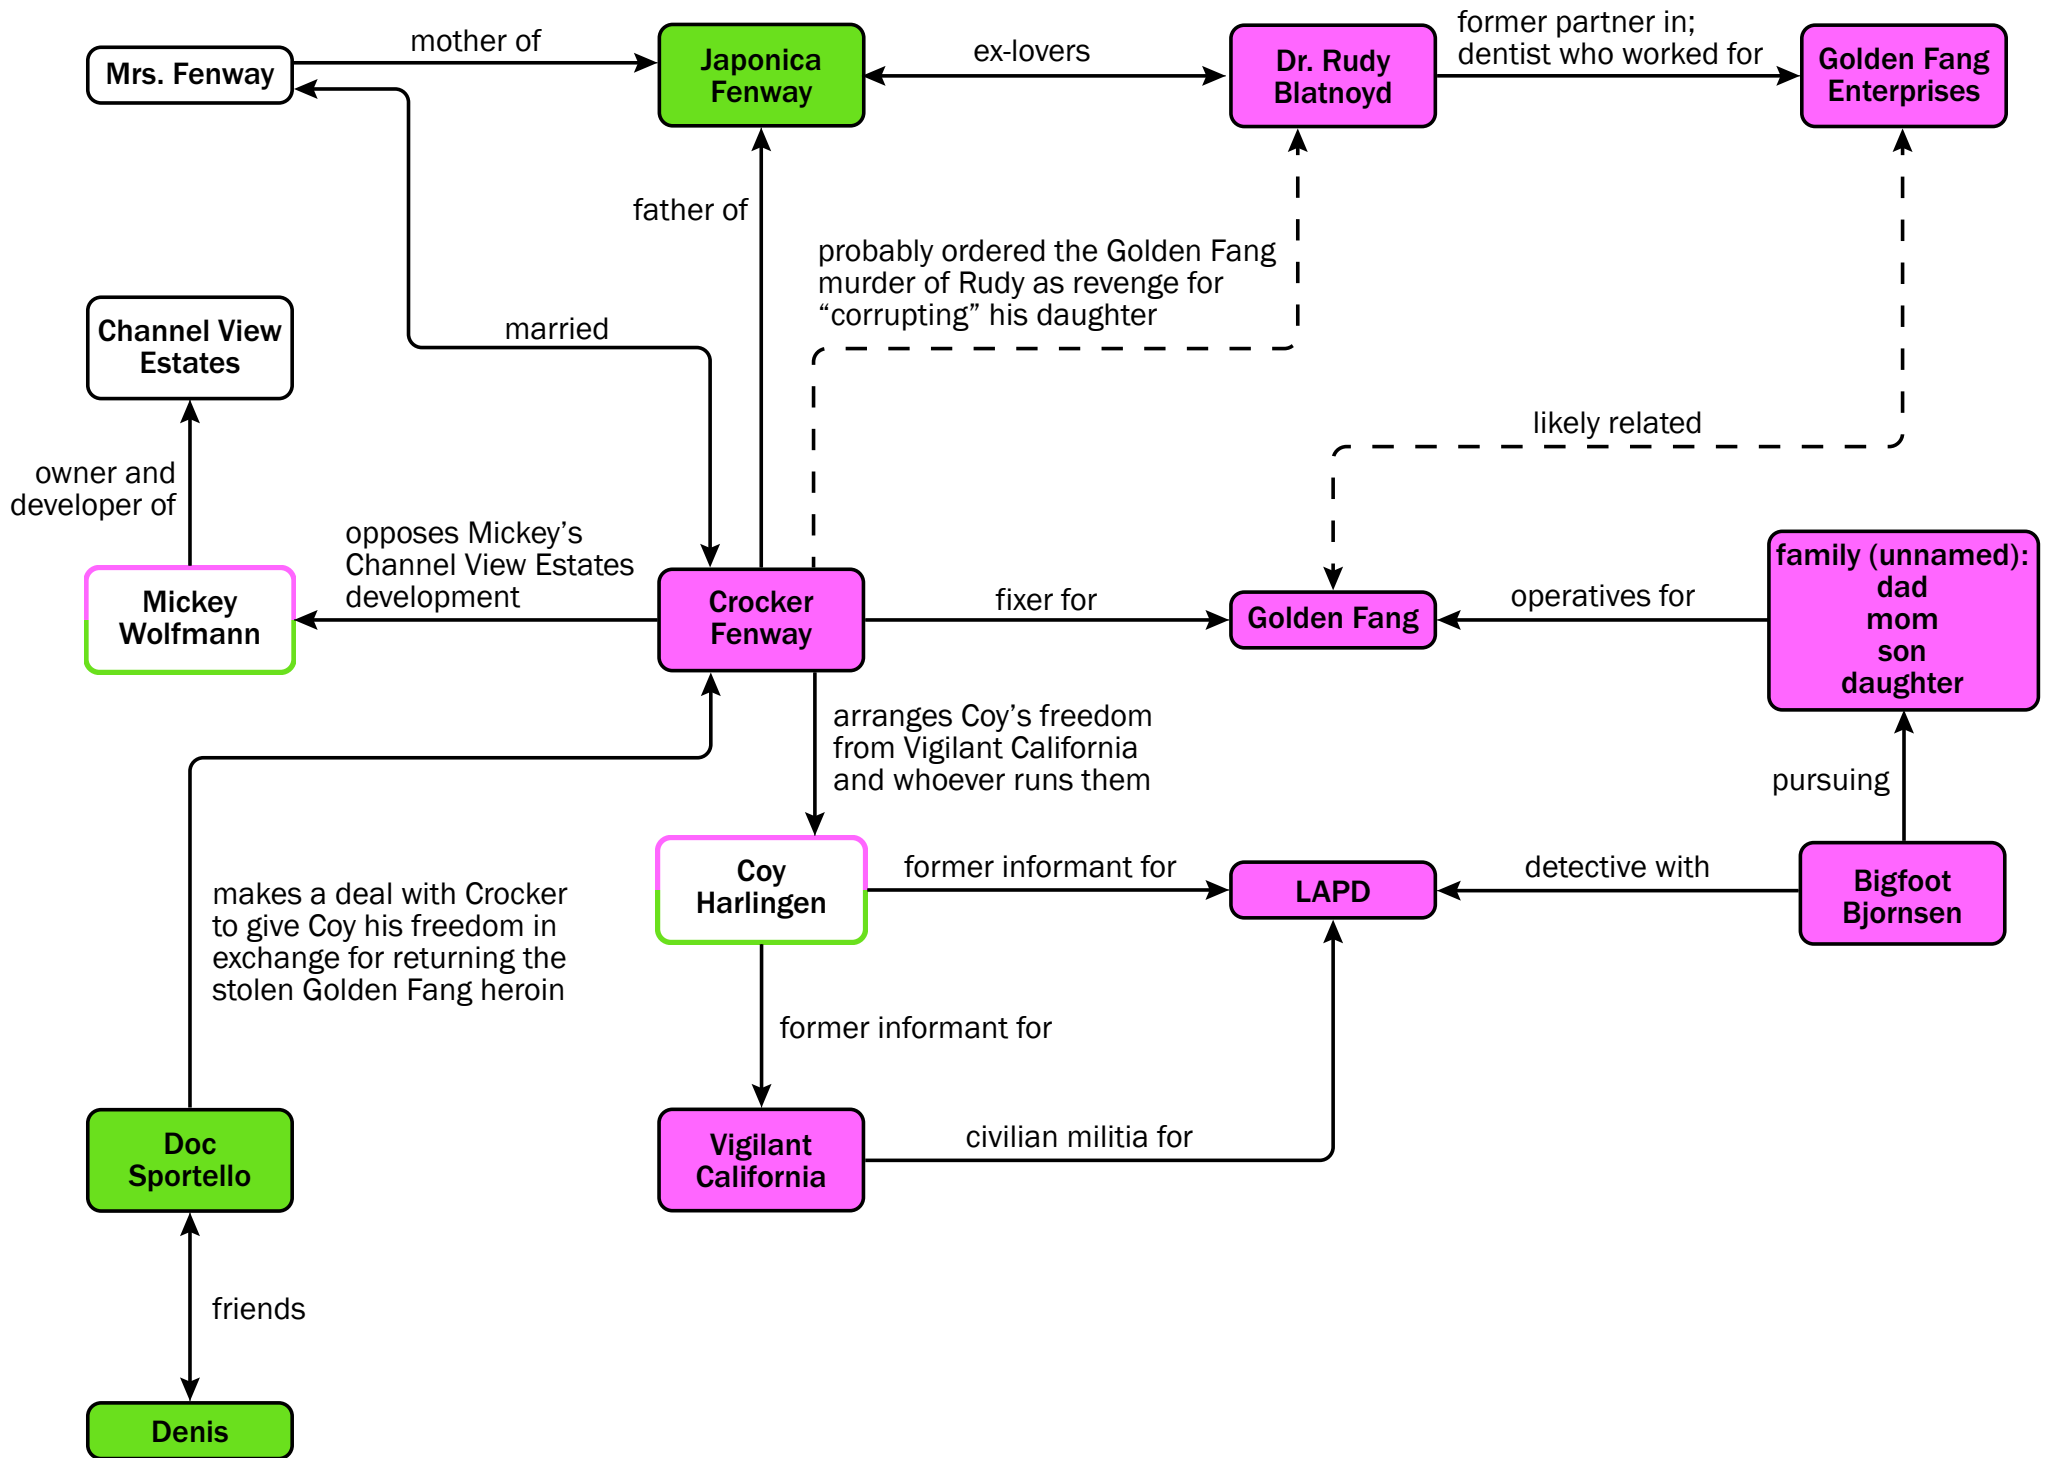 Mrs. Fenway
mother of
Japonica
Fenway
ex-lovers
Dr. Rudy
Blatnoyd
former partner in;
dentist who worked for
Golden Fang
Enterprises
father of
probably ordered the Golden Fang
murder of Rudy as revenge for
“corrupting” his daughter
married
Channel View
Estates
likely related
owner and
developer of
opposes Mickey’s
Channel View Estates
development
Mickey
Wolfmann
Crocker
Fenway
fixer for
Golden Fang
operatives for
family (unnamed):
dad
mom
son
daughter
arranges Coy’s freedom
from Vigilant California
and whoever runs them
pursuing
makes a deal with Crocker
to give Coy his freedom in
exchange for returning the
stolen Golden Fang heroin
Coy
Harlingen
former informant for
LAPD
detective with
Bigfoot
Bjornsen
former informant for
Doc
Sportello
Vigilant
California
civilian militia for
friends
Denis